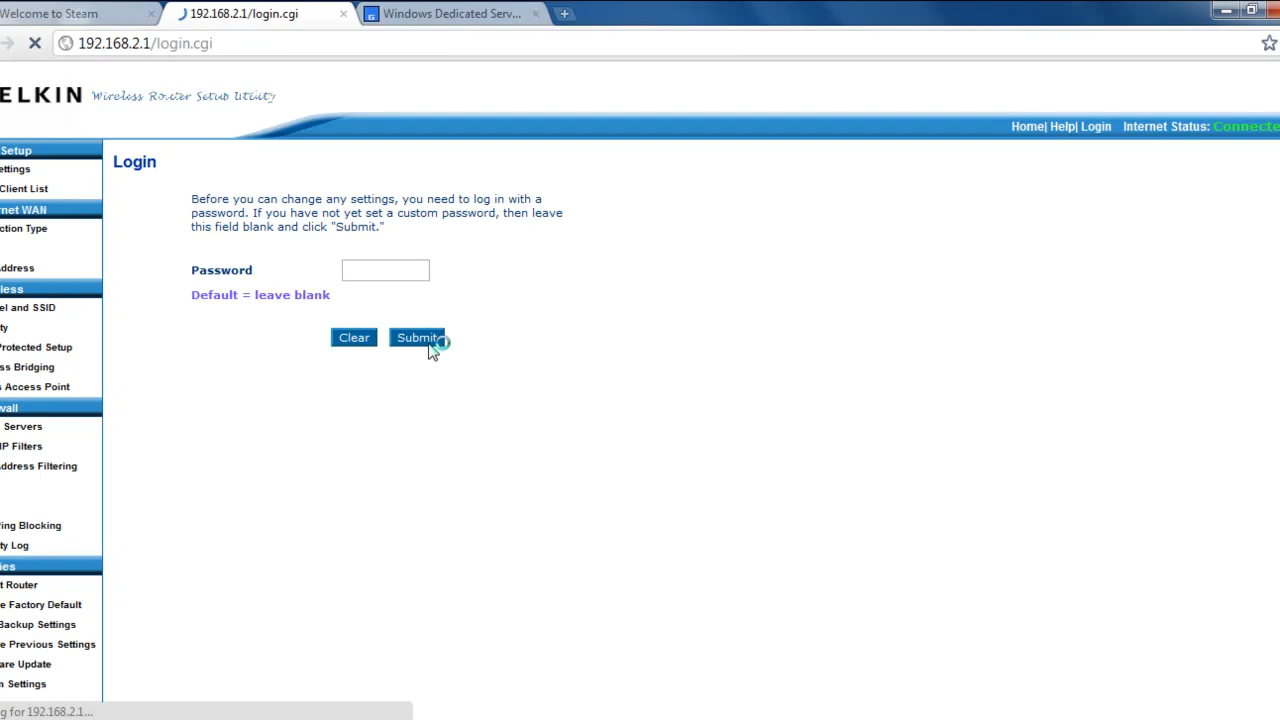 Welcome to Steam
192.168.2.1/login.cgi
Windows Dedicated Serv...
192.168.2.1/login.cgi
ELKIN Wireless Router Setup Utility
Home| Help| Login Internet Status: Connecte
Setup
ettings
Client List
rnet WAN
ction Type
ddress
less
el and SSID
ty
Protected Setup
ss Bridging
s Access Point
wall
Servers
IP Filters
ddress Filtering
Ping Blocking
ty Log
ies
t Router
e Factory Default
Backup Settings
e Previous Settings
are Update
n Settings
Login
Before you can change any settings, you need to log in with a
password. If you have not yet set a custom password, then leave
this field blank and click "Submit."
Password
Default = leave blank
Clear Submit
g for 192.168.2.1...